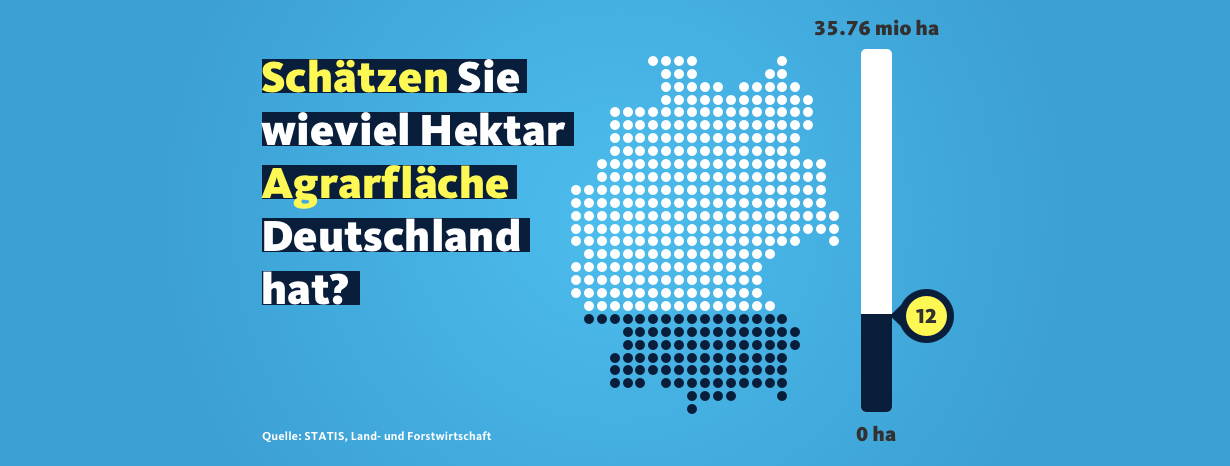 Schätzen Sie
wieviel Hektar
Agrarfläche
Deutschland
hat?
35.76 mio ha
12
0 ha
Quelle: STATIS, Land- und Forstwirtschaft